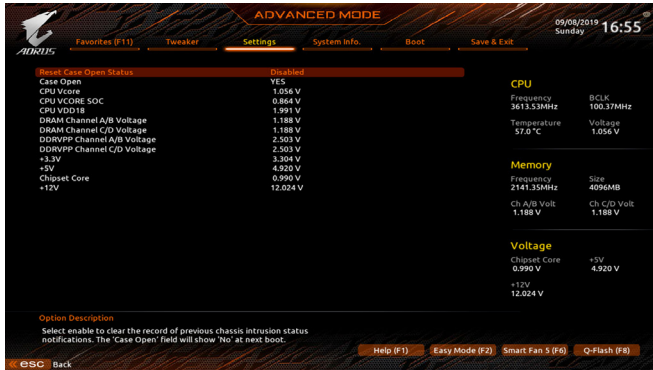 ADVANCED MODE
09/08/2019 Sunday 16:55
AORUS
Favorites (F11) Tweaker Settings System Info. Boot Save & Exit
Reset Case Open Status Disabled
Case Open YES
CPU Vcore 1.056 V
CPU VCORE SOC 0.864 V
CPU VDD18 1.991 V
DRAM Channel A/B Voltage 1.188 V
DRAM Channel C/D Voltage 1.188 V
DDRVPP Channel A/B Voltage 2.503 V
DDRVPP Channel C/D Voltage 2.503 V
+3.3V 3.304 V
+5V 4.920 V
Chipset Core 0.990 V
+12V 12.024 V
CPU
Frequency BCLK
3613.53MHz 100.37MHz
Temperature Voltage
57.0 °C 1.056 V
Memory
Frequency Size
2141.35MHz 4096MB
Ch A/B Volt Ch C/D Volt
1.188 V 1.188 V
Voltage
Chipset Core +5V
0.990 V 4.920 V
+12V
12.024 V
Option Description
Select enable to clear the record of previous chassis intrusion status
notifications. The 'Case Open' field will show 'No' at next boot.
Help (F1) Easy Mode (F2) Smart Fan 5 (F6) Q-Flash (F8)
esc Back